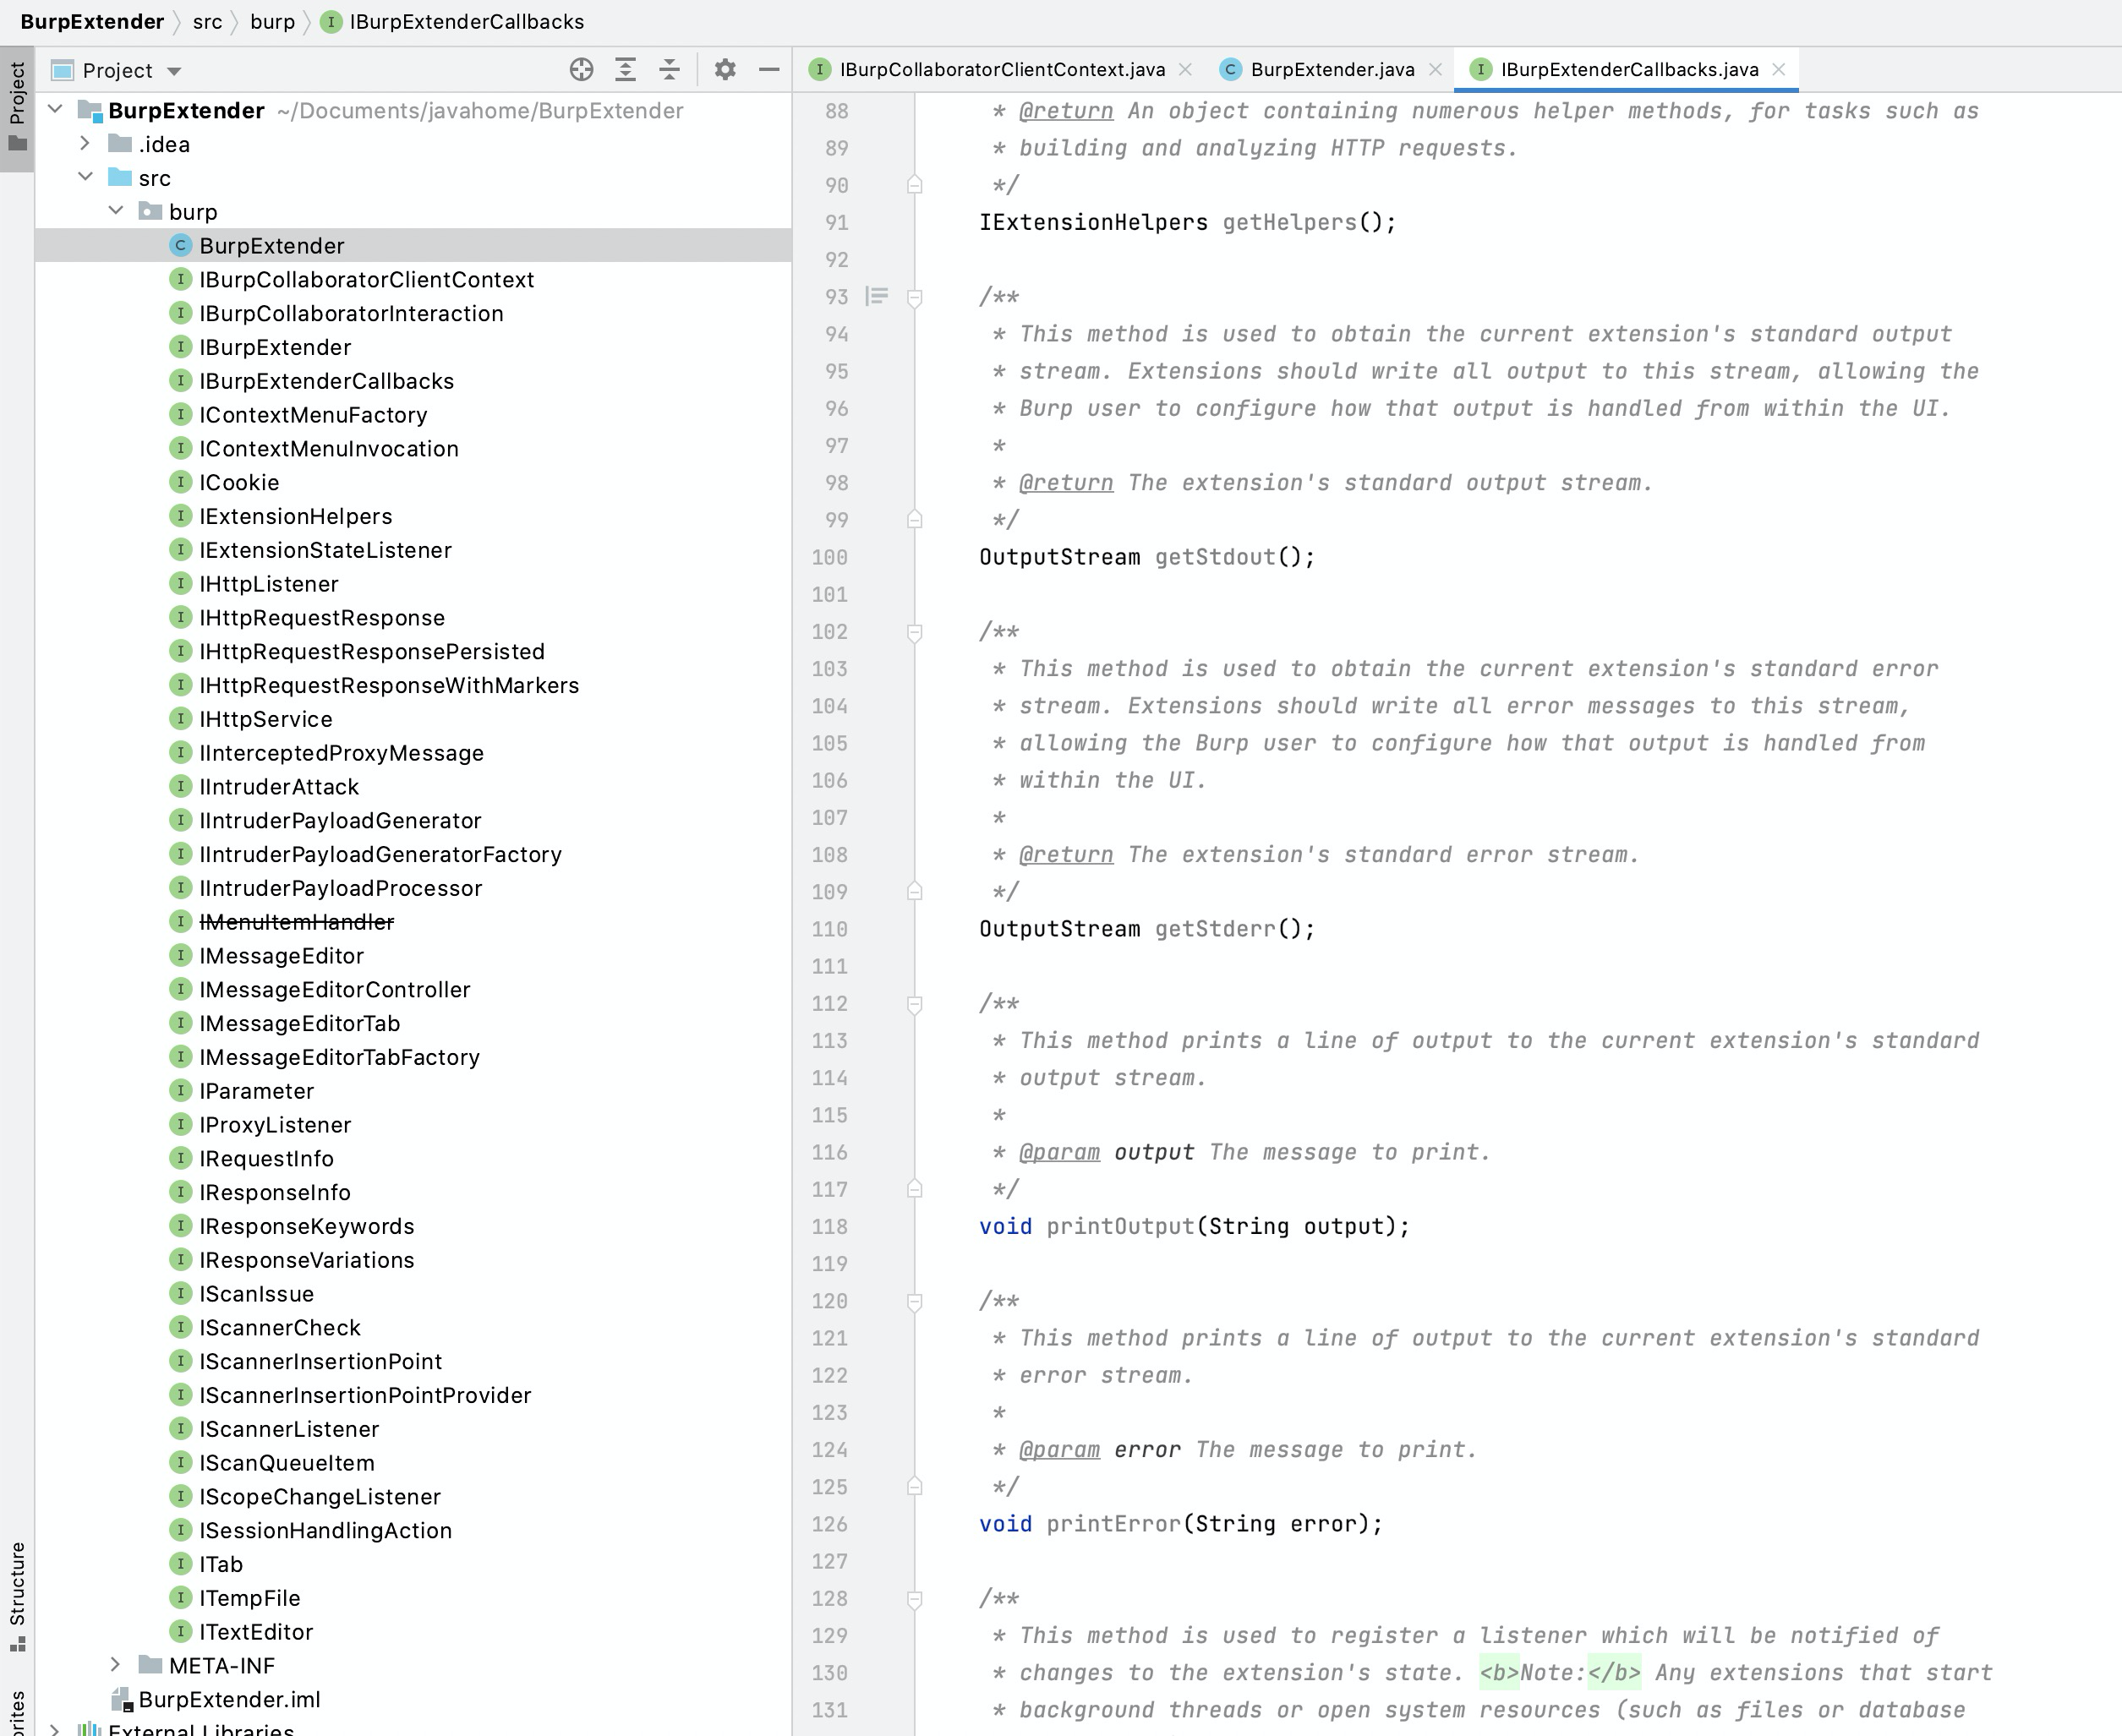 BurpExtender src burp IBurpExtenderCallbacks
Project
Project
IBurpCollaboratorClientContext.java BurpExtender.java IBurpExtenderCallbacks.java
BurpExtender ~/Documents/javahome/BurpExtender
.idea
src
burp
BurpExtender
IBurpCollaboratorClientContext
IBurpCollaboratorInteraction
IBurpExtender
IBurpExtenderCallbacks
IContextMenuFactory
IContextMenuInvocation
ICookie
IExtensionHelpers
IExtensionStateListener
IHttpListener
IHttpRequestResponse
IHttpRequestResponsePersisted
IHttpRequestResponseWithMarkers
IHttpService
IInterceptedProxyMessage
IIntruderAttack
IIntruderPayloadGenerator
IIntruderPayloadGeneratorFactory
IIntruderPayloadProcessor
IMenuItemHandler
IMessageEditor
IMessageEditorController
IMessageEditorTab
IMessageEditorTabFactory
IParameter
IProxyListener
IRequestInfo
IResponseInfo
IResponseKeywords
IResponseVariations
IScanIssue
IScannerCheck
IScannerInsertionPoint
IScannerInsertionPointProvider
IScannerListener
IScanQueueItem
IScopeChangeListener
ISessionHandlingAction
ITab
ITempFile
ITextEditor
META-INF
BurpExtender.iml
External Libraries
Structure
orites
88 * @return An object containing numerous helper methods, for tasks such as
89 * building and analyzing HTTP requests.
90 */
91 IExtensionHelpers getHelpers();
92
93 /**
94 * This method is used to obtain the current extension's standard output
95 * stream. Extensions should write all output to this stream, allowing the
96 * Burp user to configure how that output is handled from within the UI.
97 *
98 * @return The extension's standard output stream.
99 */
100 OutputStream getStdout();
101
102 /**
103 * This method is used to obtain the current extension's standard error
104 * stream. Extensions should write all error messages to this stream,
105 * allowing the Burp user to configure how that output is handled from
106 * within the UI.
107 *
108 * @return The extension's standard error stream.
109 */
110 OutputStream getStderr();
111
112 /**
113 * This method prints a line of output to the current extension's standard
114 * output stream.
115 *
116 * @param output The message to print.
117 */
118 void printOutput(String output);
119
120 /**
121 * This method prints a line of output to the current extension's standard
122 * error stream.
123 *
124 * @param error The message to print.
125 */
126 void printError(String error);
127
128 /**
129 * This method is used to register a listener which will be notified of
130 * changes to the extension's state. <b>Note:</b> Any extensions that start
131 * background threads or open system resources (such as files or database